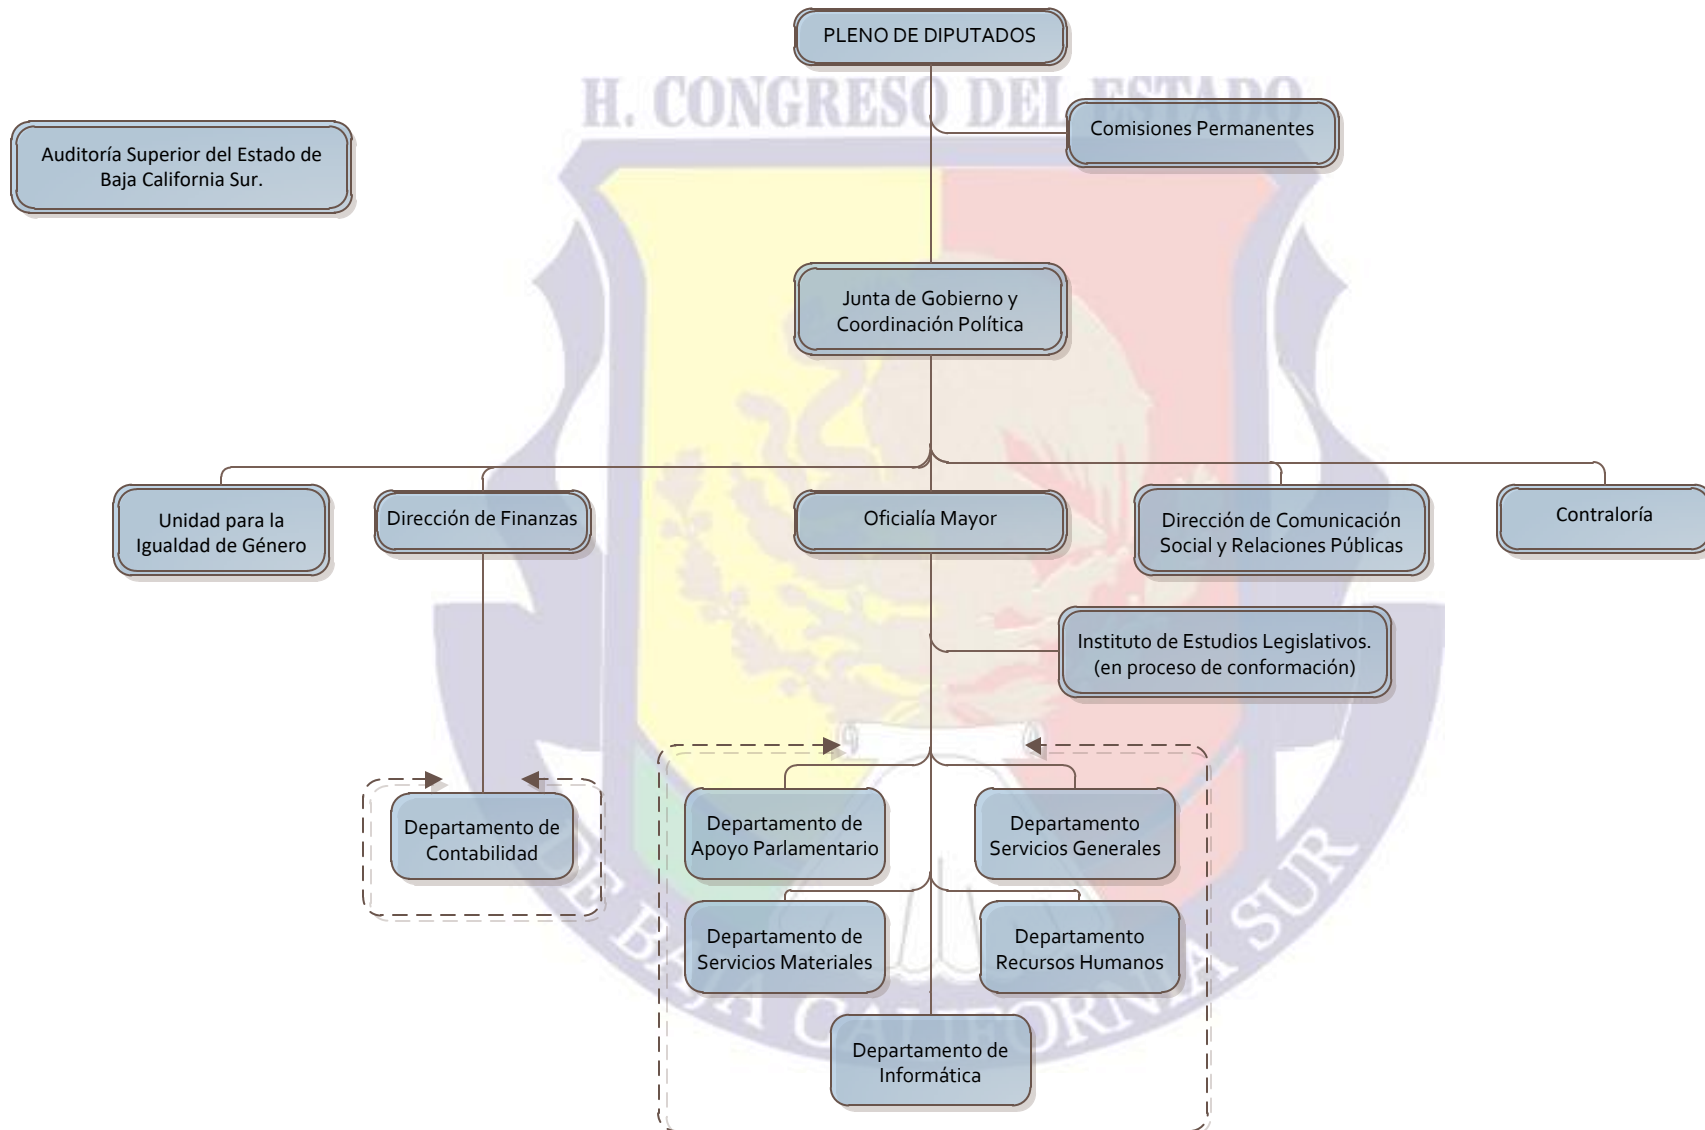 PLENO DE DIPUTADOS
H. CONGRESO DEL ESTADO
Comisiones Permanentes
Auditoría Superior del Estado de
Baja California Sur.
Junta de Gobierno y
Coordinación Política
Unidad para la
Igualdad de Género
Dirección de Finanzas
Oficialía Mayor
Dirección de Comunicación
Social y Relaciones Públicas
Contraloría
Instituto de Estudios Legislativos.
(en proceso de conformación)
Departamento de
Contabilidad
Departamento de
Apoyo Parlamentario
Departamento
Servicios Generales
Departamento de
Servicios Materiales
Departamento
Recursos Humanos
Departamento de
Informática
DE BAJA CALIFORNIA SUR